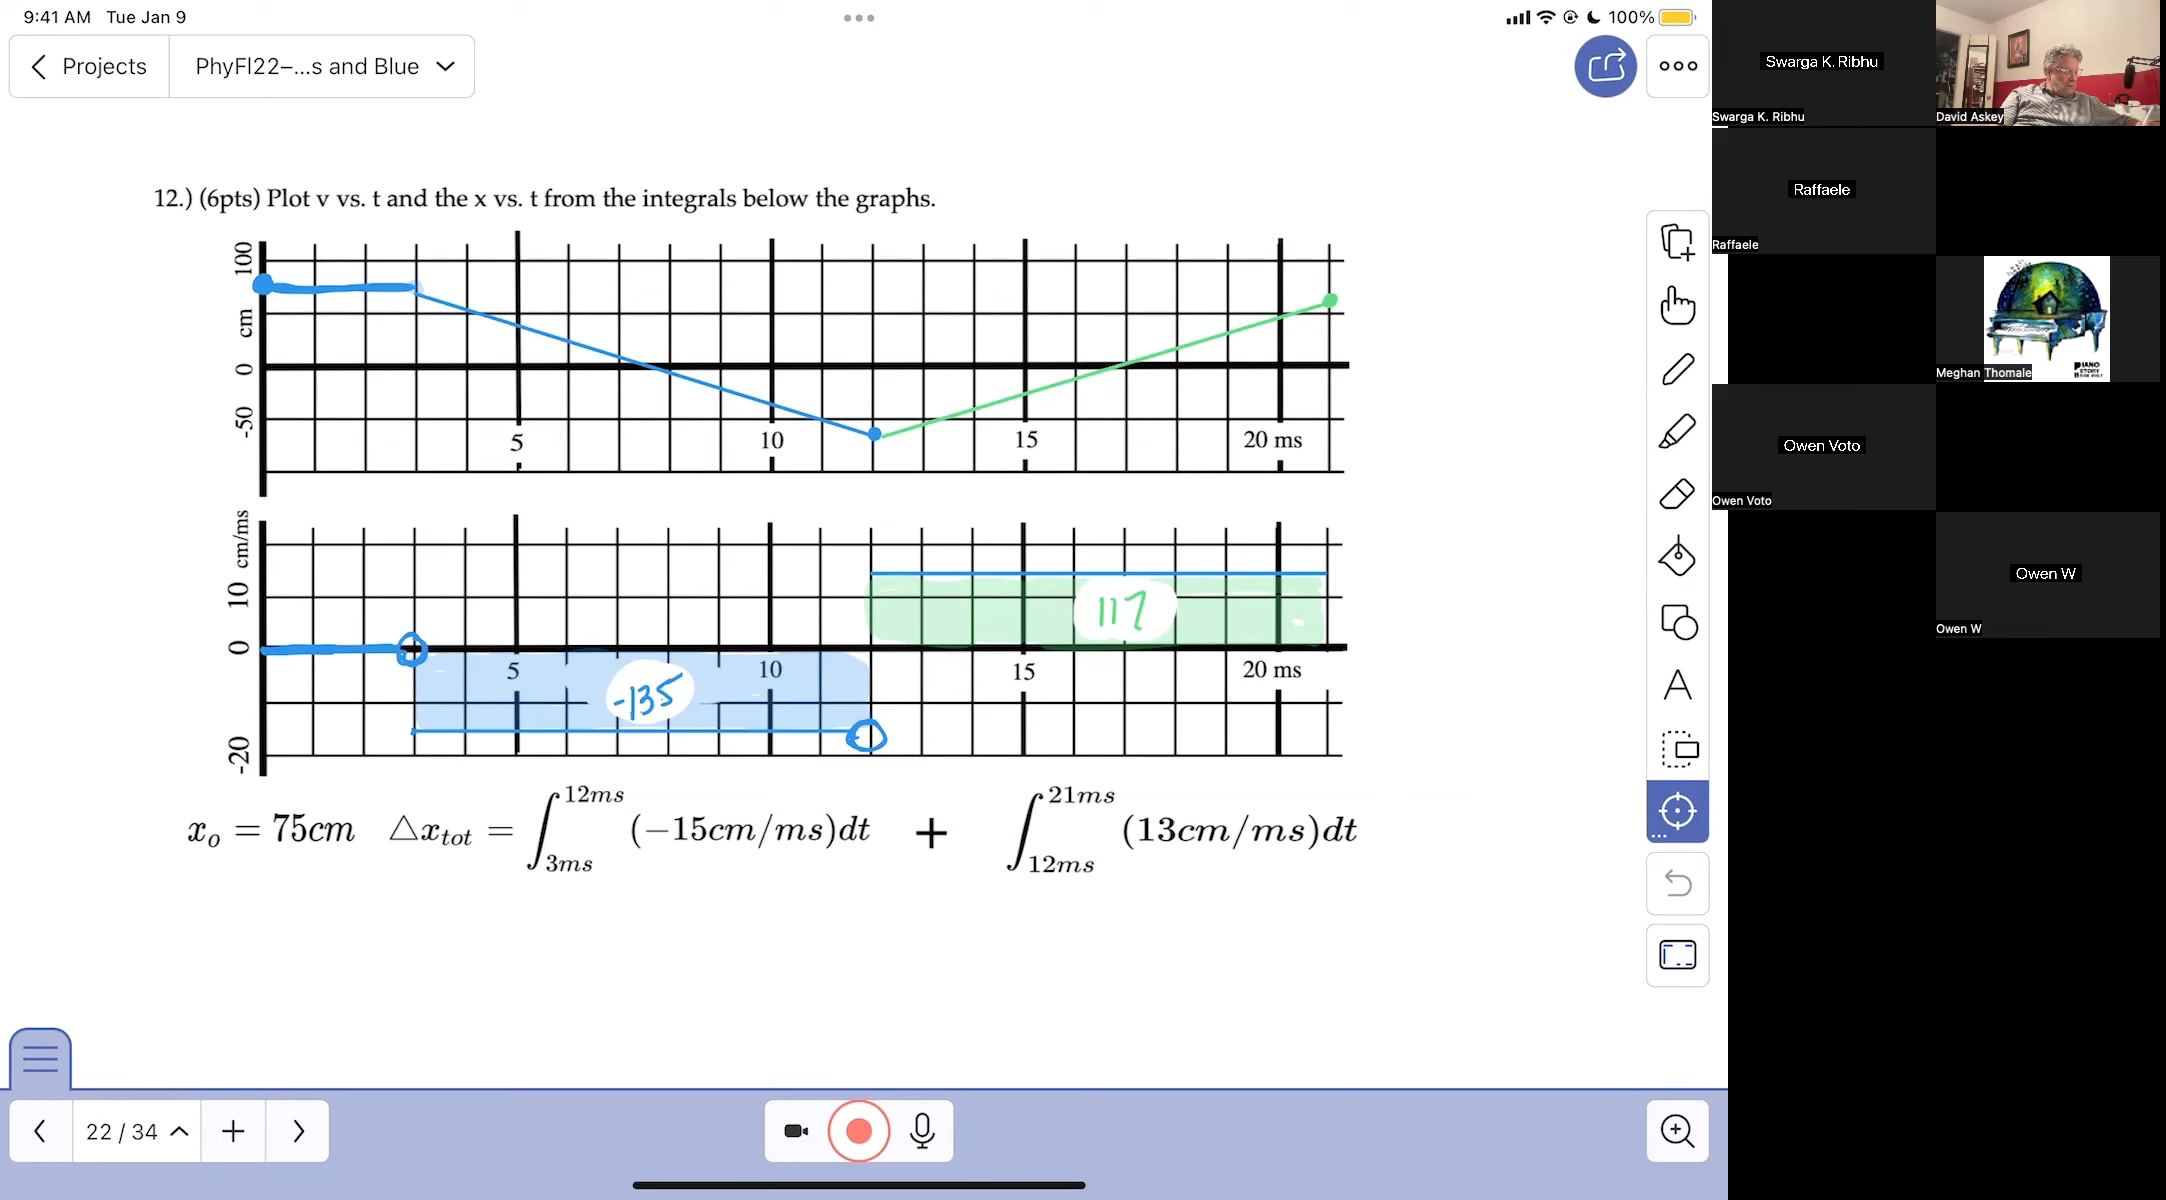 9:41 AM Tue Jan 9
100%
Projects
PhyFl22–...s and Blue
12.) (6pts) Plot v vs. t and the x vs. t from the integrals below the graphs.
100
cm
0
-50
5
10
15
20 ms
cm/ms
10
0
-20
117
5
10
15
20 ms
-135
x₀ = 75cm △x_tot = ∫_{3ms}^{12ms} (−15cm/ms)dt + ∫_{12ms}^{21ms} (13cm/ms)dt
22 / 34
Swarga K. Ribhu
Swarga K. Ribhu
David Askey
Raffaele
Raffaele
Meghan Thomale
PIANO
STORY
Owen Voto
Owen Voto
Owen W
Owen W